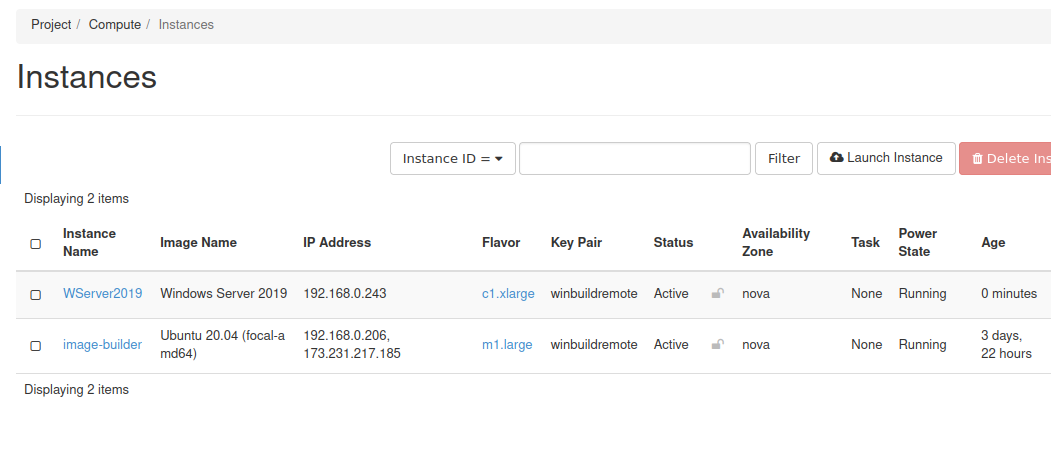 Project / Compute / Instances
Instances
Instance ID = Filter Launch Instance Delete Ins
Displaying 2 items
Instance Name Image Name IP Address Flavor Key Pair Status Availability Zone Task Power State Age
WServer2019 Windows Server 2019 192.168.0.243 c1.xlarge winbuildremote Active nova None Running 0 minutes
image-builder Ubuntu 20.04 (focal-a md64) 192.168.0.206, 173.231.217.185 m1.large winbuildremote Active nova None Running 3 days, 22 hours
Displaying 2 items